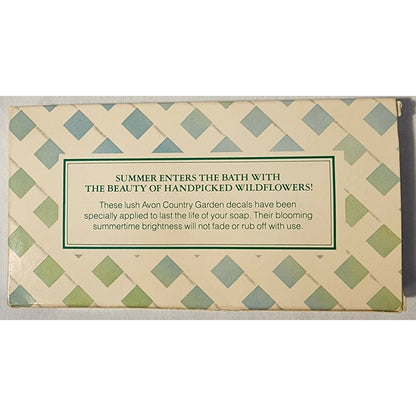 SUMMER ENTERS THE BATH WITH
THE BEAUTY OF HANDPICKED WILDFLOWERS!
These lush Avon Country Garden decals have been
specially applied to last the life of your soap. Their blooming
summertime brightness will not fade or rub off with use.